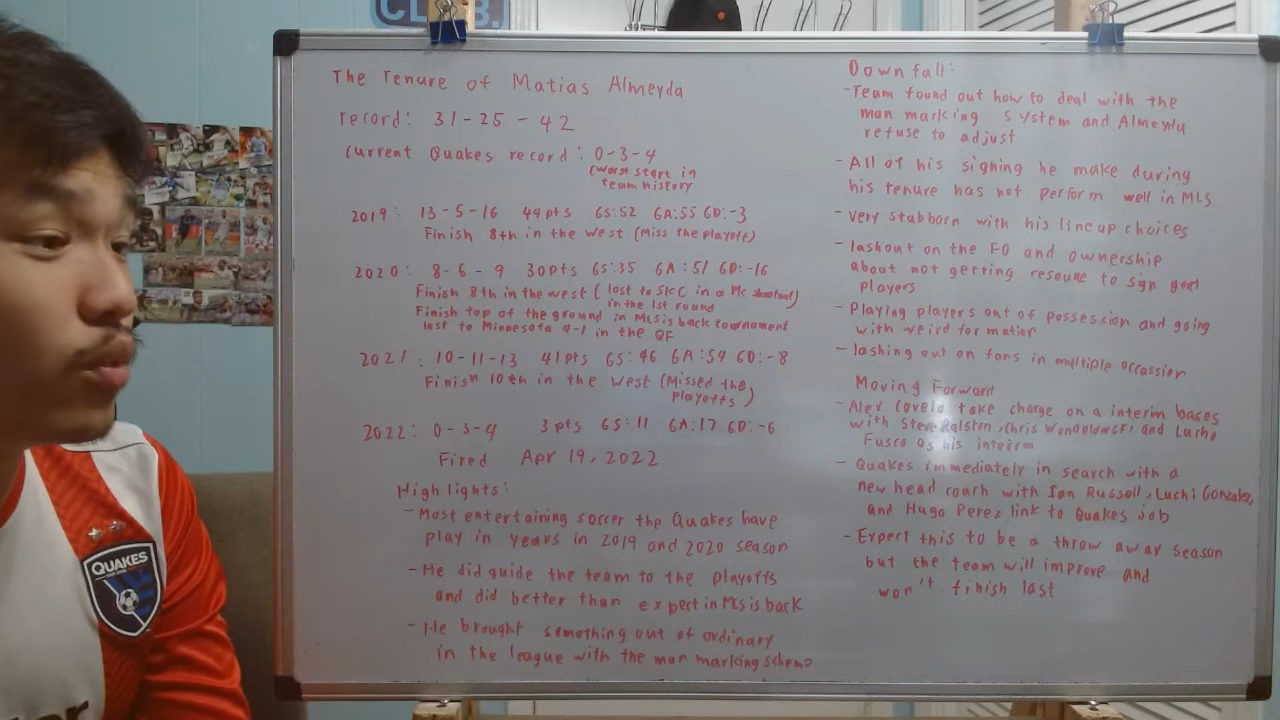 CLUB.
The Tenure of Matias Almeyda
record: 31-25-42
Current Quakes record: 0-3-4
(worst start in
team history
2019: 13-5-16 44pts GS:52 GA:55 GD:-3
Finish 8th in the west (Miss the playoff)
2020: 8-6-9 30pts GS:35 GA:51 GD:-16
Finish 8th in the west (lost to SKC in a PK shootout)
in the 1st round
Finish top of the ground in MLS is back tournament
lost to Minnesota 4-1 in the QF
2021: 10-11-13 41pts GS:46 GA:54 GD:-8
Finish 10th in the west (Missed the
playoffs)
2022: 0-3-4 3pts GS:11 GA:17 GD:-6
Fired Apr 19, 2022
Highlights:
-Most entertaining soccer the Quakes have
play in years in 2019 and 2020 season
-He did guide the team to the playoffs
and did better than expect in MLS is back
-He brought something out of ordinary
in the league with the man marking scheme
Downfall:
-Team found out how to deal with the
man marking system and Almeyda
refuse to adjust
-All of his signing he make during
his tenure has not perform well in MLS
-very stubborn with his lineup choices
-lashout on the FO and ownership
about not getting resource to sign good
players
-Playing players out of possession and going
with weird formation
-lashing out on fans in multiple occassion
Moving Forward
-Alex Covelo take charge on a interim bases
with Steve Ralston, Chris Wondolowski and Luciano
Fusco as his interim
-Quakes immediately in search with a
new head coach with Ian Russell, Luchi Gonzalez,
and Hugo Perez link to Quakes job
-Expect this to be a throw away season
but the team will improve and
won't finish last
QUAKES